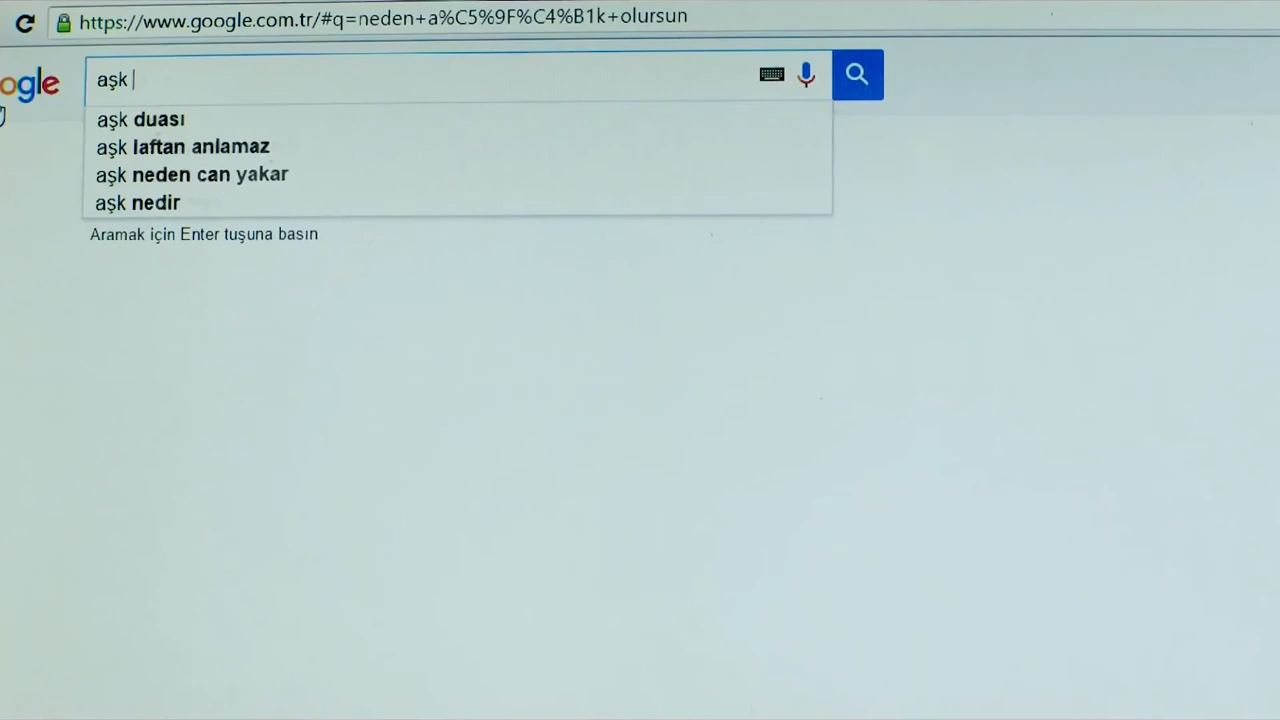 https://www.google.com.tr/#q=neden+a%C5%9F%C4%B1k+olursun
ogle
aşk
aşk duası
aşk laftan anlamaz
aşk neden can yakar
aşk nedir
Aramak için Enter tuşuna basın